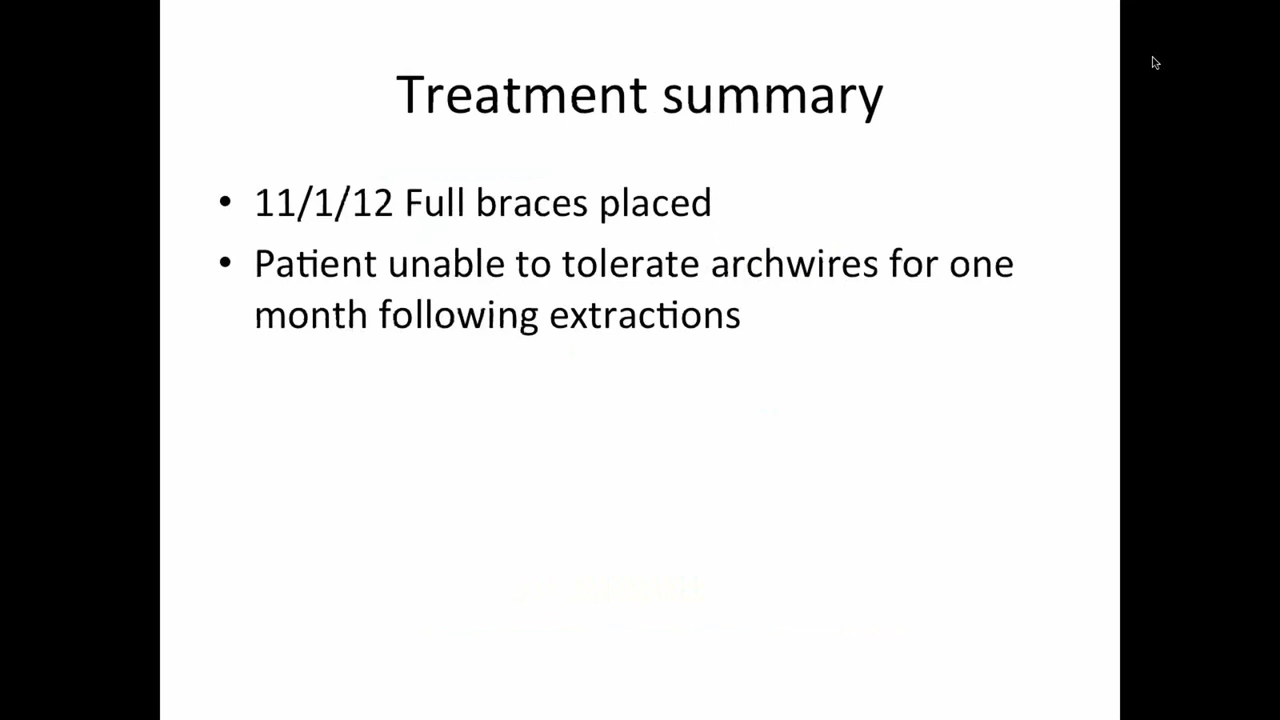 Treatment summary
• 11/1/12 Full braces placed
• Patient unable to tolerate archwires for one
month following extractions